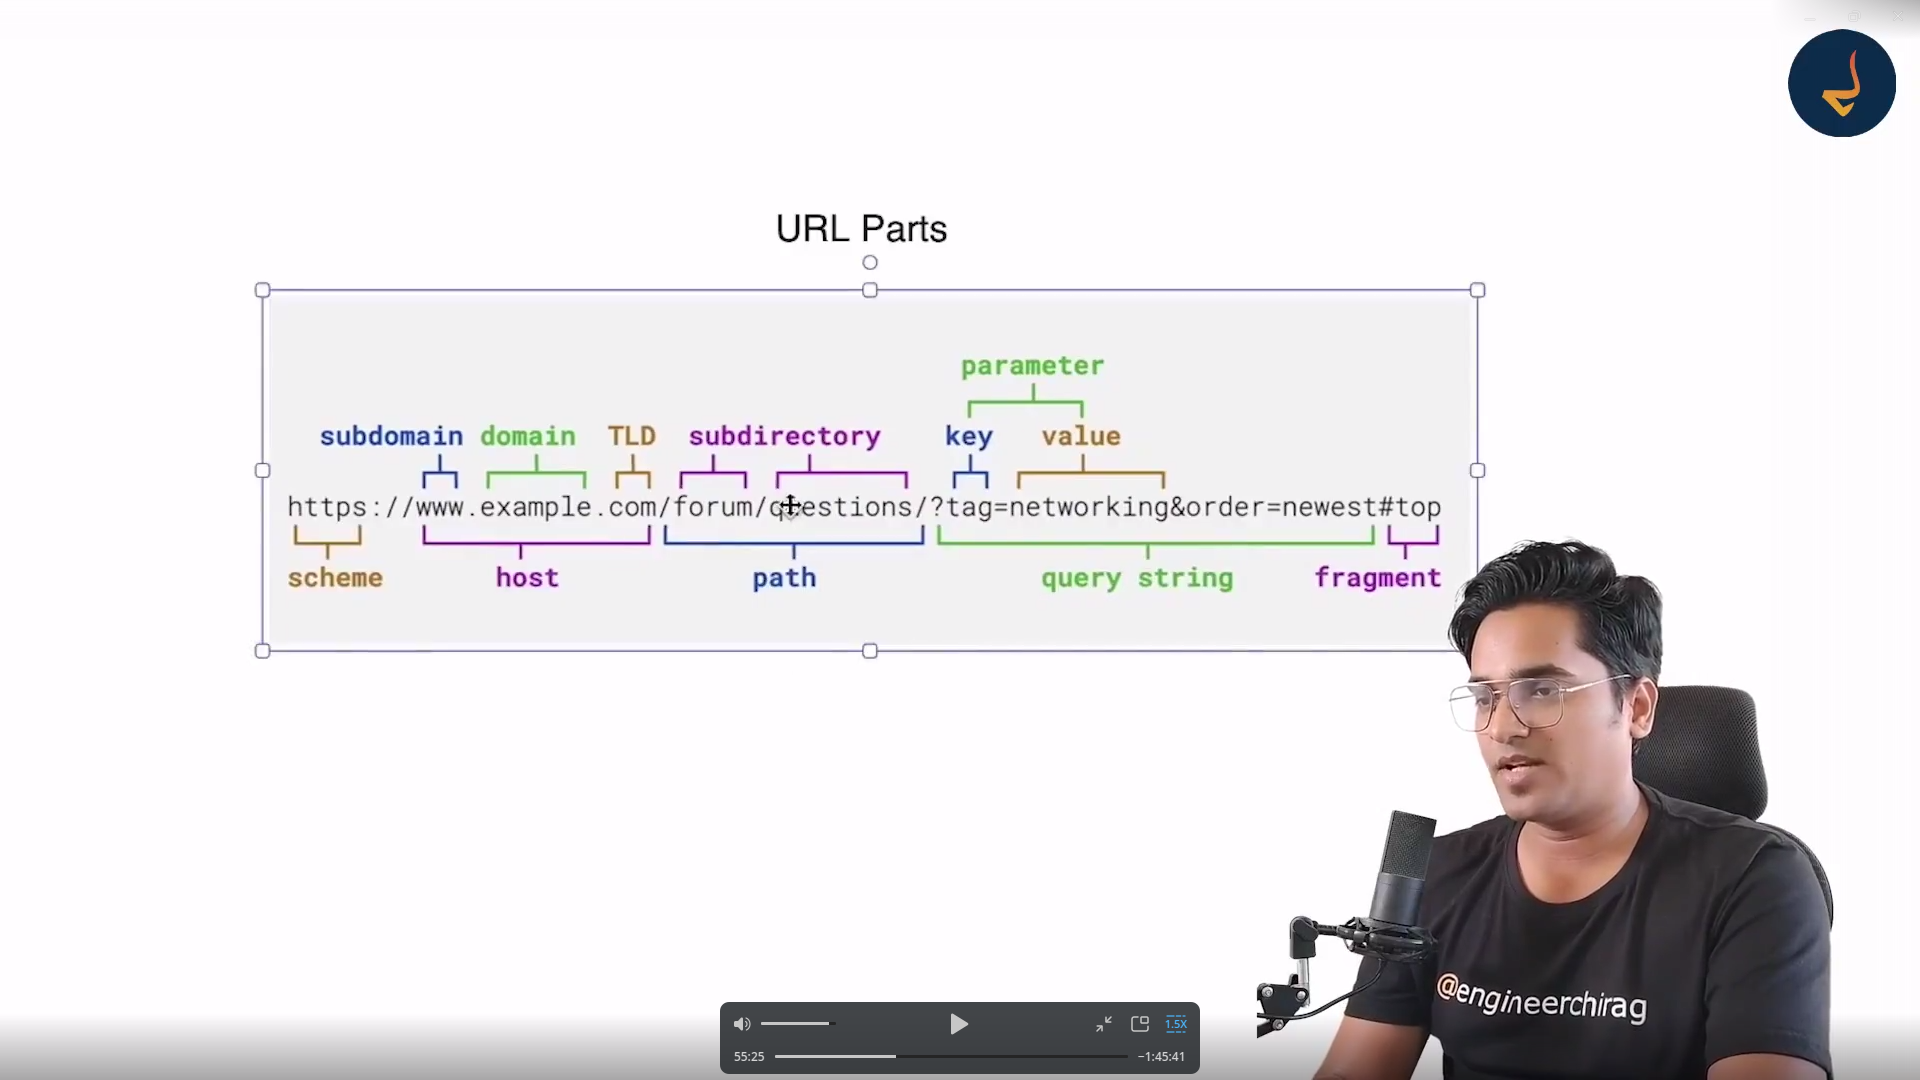 URL Parts
parameter
subdomain domain TLD subdirectory key value
https://www.example.com/forum/questions/?tag=networking&order=newest#top
scheme host path query string fragment
@engineerchirag
1.5X
55:25 −1:45:41